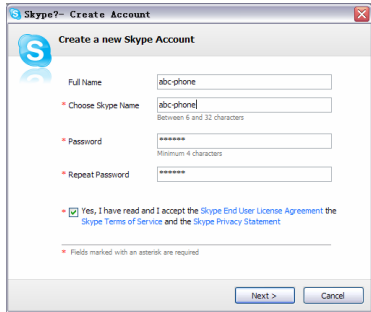 Skype?- Create Account
Create a new Skype Account
Full Name
abc-phone
* Choose Skype Name
abc-phone
Between 6 and 32 characters
* Password
******
Minimum 4 characters
* Repeat Password
******
* Yes, I have read and I accept the Skype End User License Agreement the
Skype Terms of Service and the Skype Privacy Statement
* Fields marked with an asterisk are required
Next >
Cancel